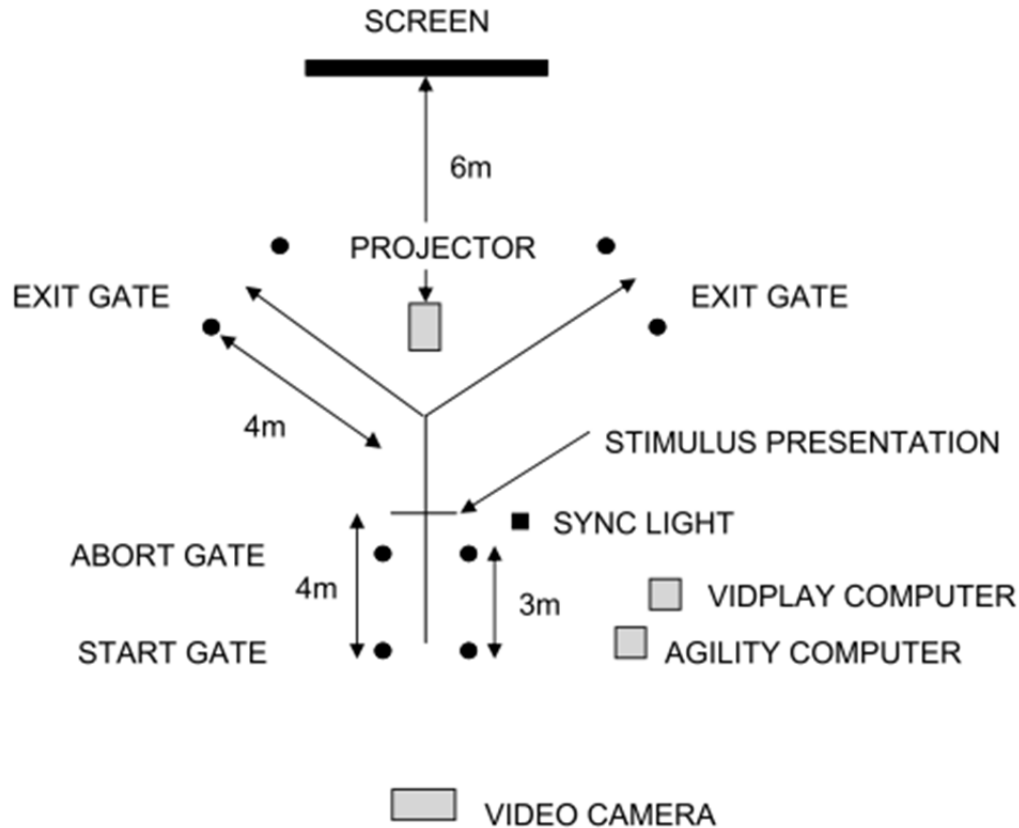 SCREEN
6m
PROJECTOR
EXIT GATE
EXIT GATE
4m
STIMULUS PRESENTATION
SYNC LIGHT
ABORT GATE
4m
3m
VIDPLAY COMPUTER
START GATE
AGILITY COMPUTER
VIDEO CAMERA